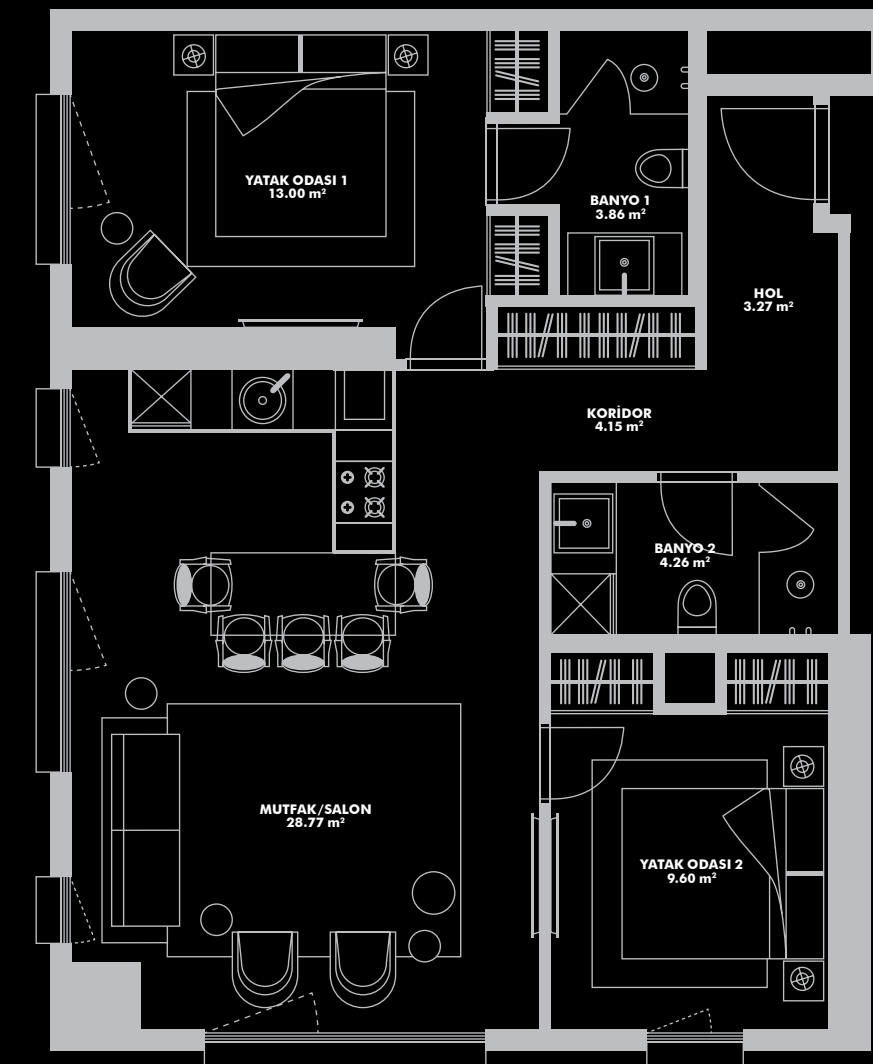 YATAK ODASI 1
13.00 m²
BANYO 1
3.86 m²
HOL
3.27 m²
KORİDOR
4.15 m²
BANYO 2
4.26 m²
MUTFAK/SALON
28.77 m²
YATAK ODASI 2
9.60 m²